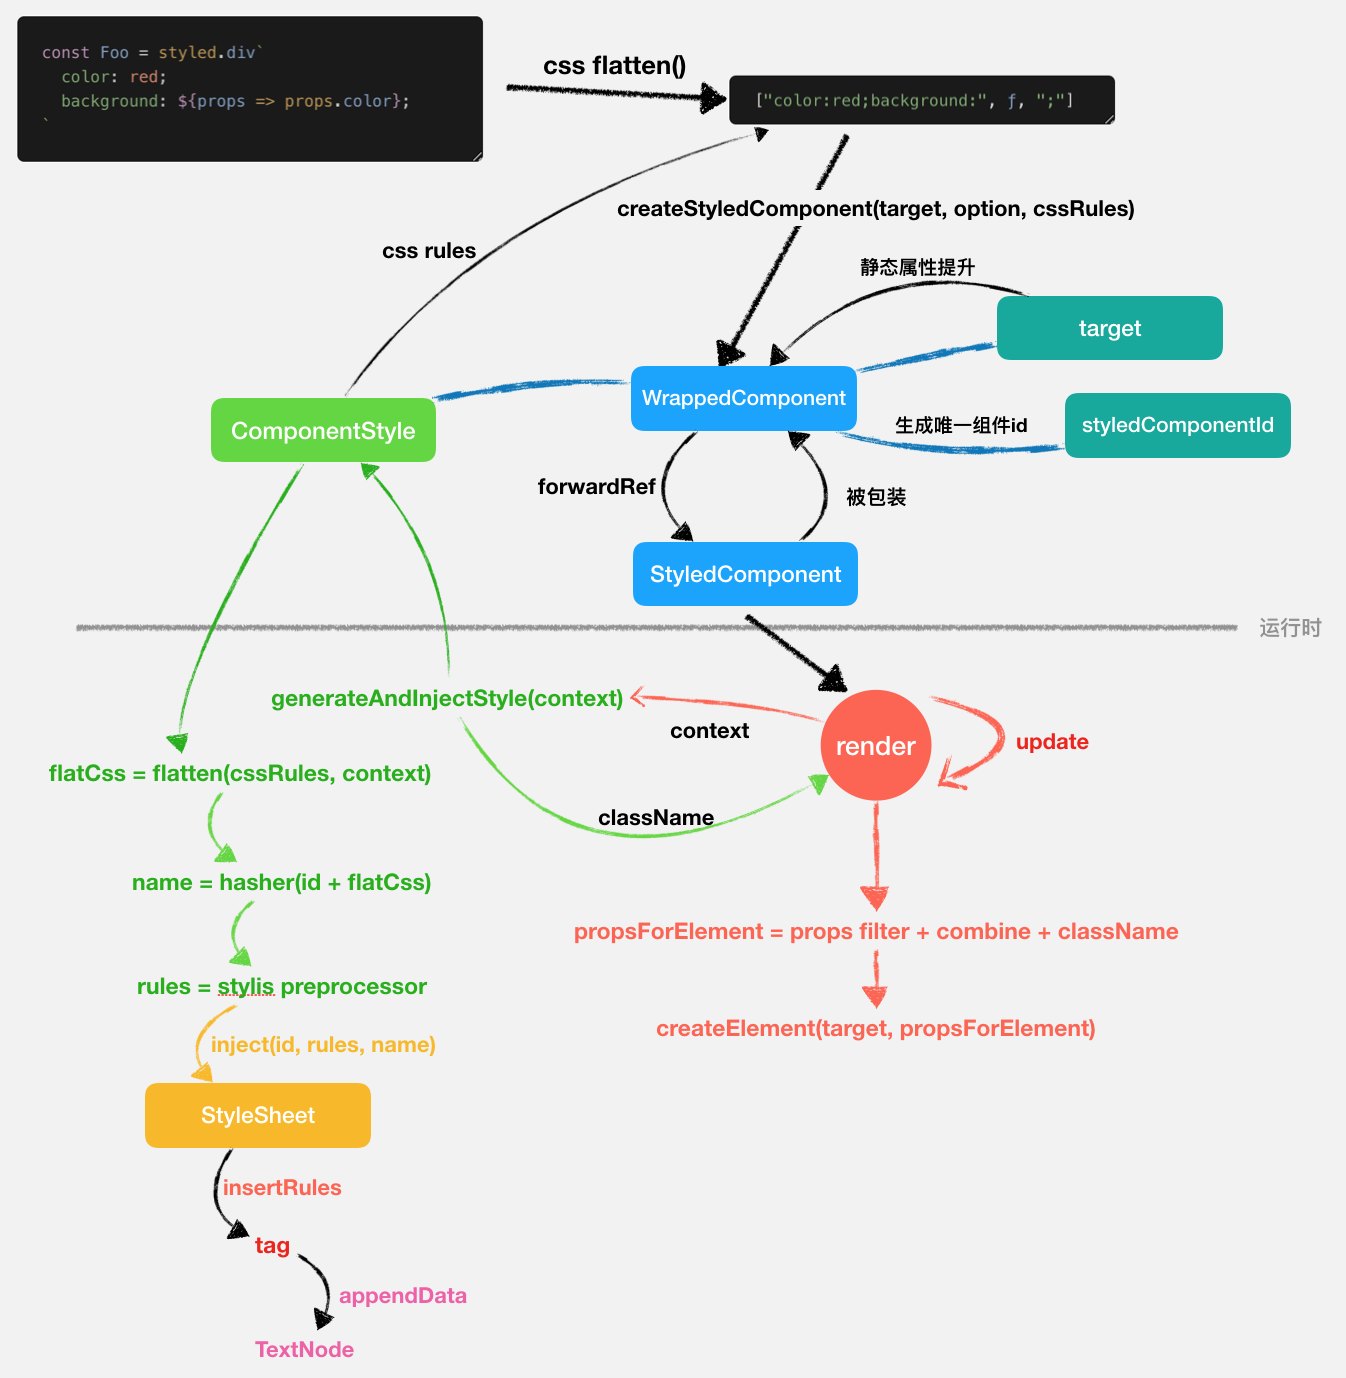 const Foo = styled.div`
color: red;
background: ${props => props.color};
`
css flatten()
["color:red;background:", ƒ, ";"]
createStyledComponent(target, option, cssRules)
css rules
静态属性提升
target
WrappedComponent
ComponentStyle
生成唯一组件id
styledComponentId
forwardRef
被包装
StyledComponent
运行时
generateAndInjectStyle(context)
context
render
update
flatCss = flatten(cssRules, context)
className
name = hasher(id + flatCss)
propsForElement = props filter + combine + className
rules = stylis preprocessor
createElement(target, propsForElement)
inject(id, rules, name)
StyleSheet
insertRules
tag
appendData
TextNode